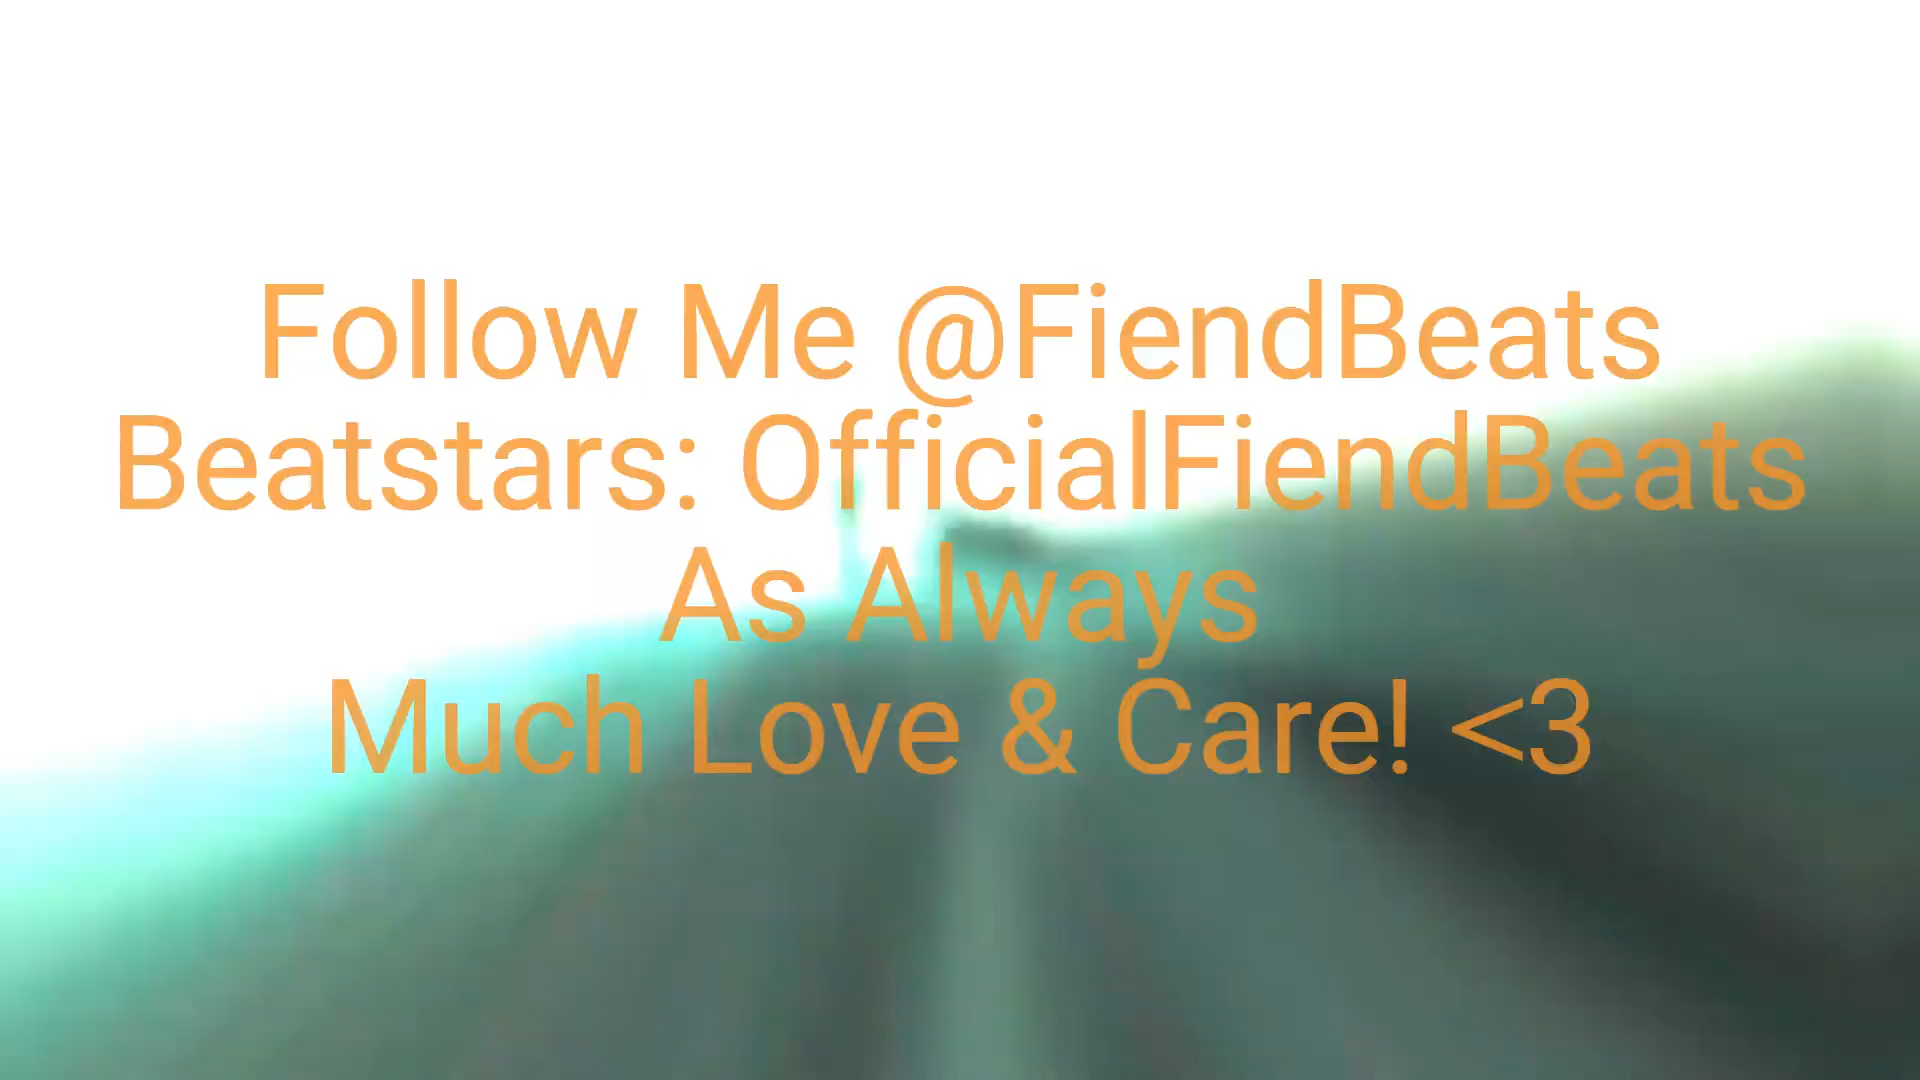 Follow Me @FiendBeats
Beatstars: OfficialFiendBeats
As Always
Much Love & Care! <3